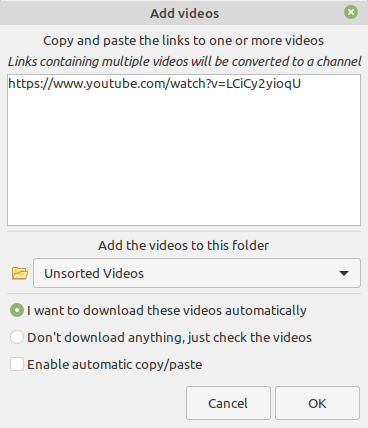 Add videos
Copy and paste the links to one or more videos
Links containing multiple videos will be converted to a channel
https://www.youtube.com/watch?v=LCiCy2yioqU
Add the videos to this folder
Unsorted Videos
I want to download these videos automatically
Don't download anything, just check the videos
Enable automatic copy/paste
Cancel
OK